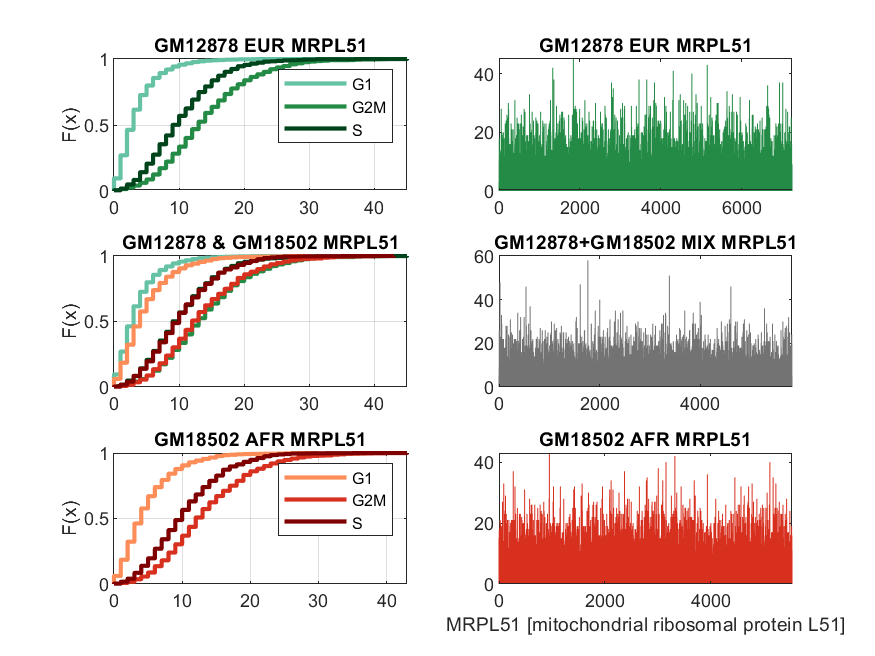 GM12878 EUR MRPL51
F(x)
1
0.5
0
0 10 20 30 40
G1
G2M
S
GM12878 EUR MRPL51
40
20
0
0 2000 4000 6000
GM12878 & GM18502 MRPL51
F(x)
1
0.5
0
0 10 20 30 40
GM12878+GM18502 MIX MRPL51
60
40
20
0
0 2000 4000
GM18502 AFR MRPL51
F(x)
1
0.5
0
0 10 20 30
G1
G2M
S
GM18502 AFR MRPL51
40
20
0
0 2000 4000
MRPL51 [mitochondrial ribosomal protein L51]